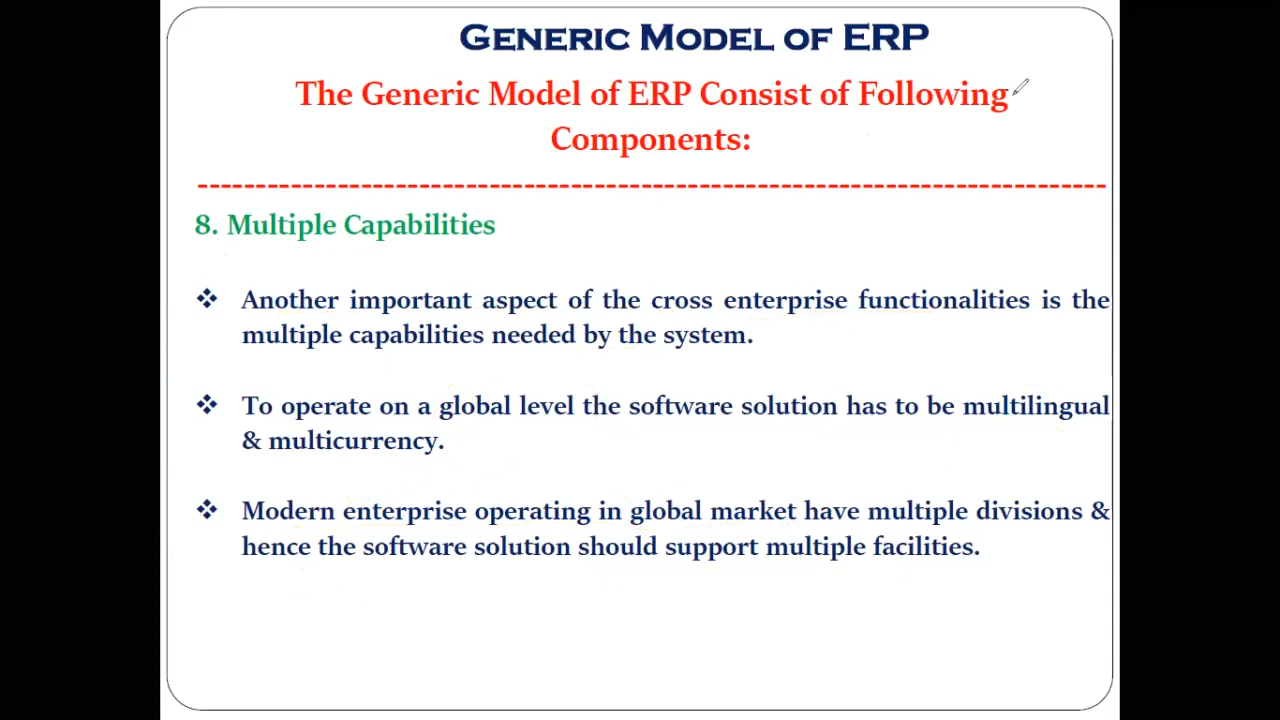 GENERIC MODEL OF ERP
The Generic Model of ERP Consist of Following
Components:
8. Multiple Capabilities
❖ Another important aspect of the cross enterprise functionalities is the
multiple capabilities needed by the system.
❖ To operate on a global level the software solution has to be multilingual
& multicurrency.
❖ Modern enterprise operating in global market have multiple divisions &
hence the software solution should support multiple facilities.